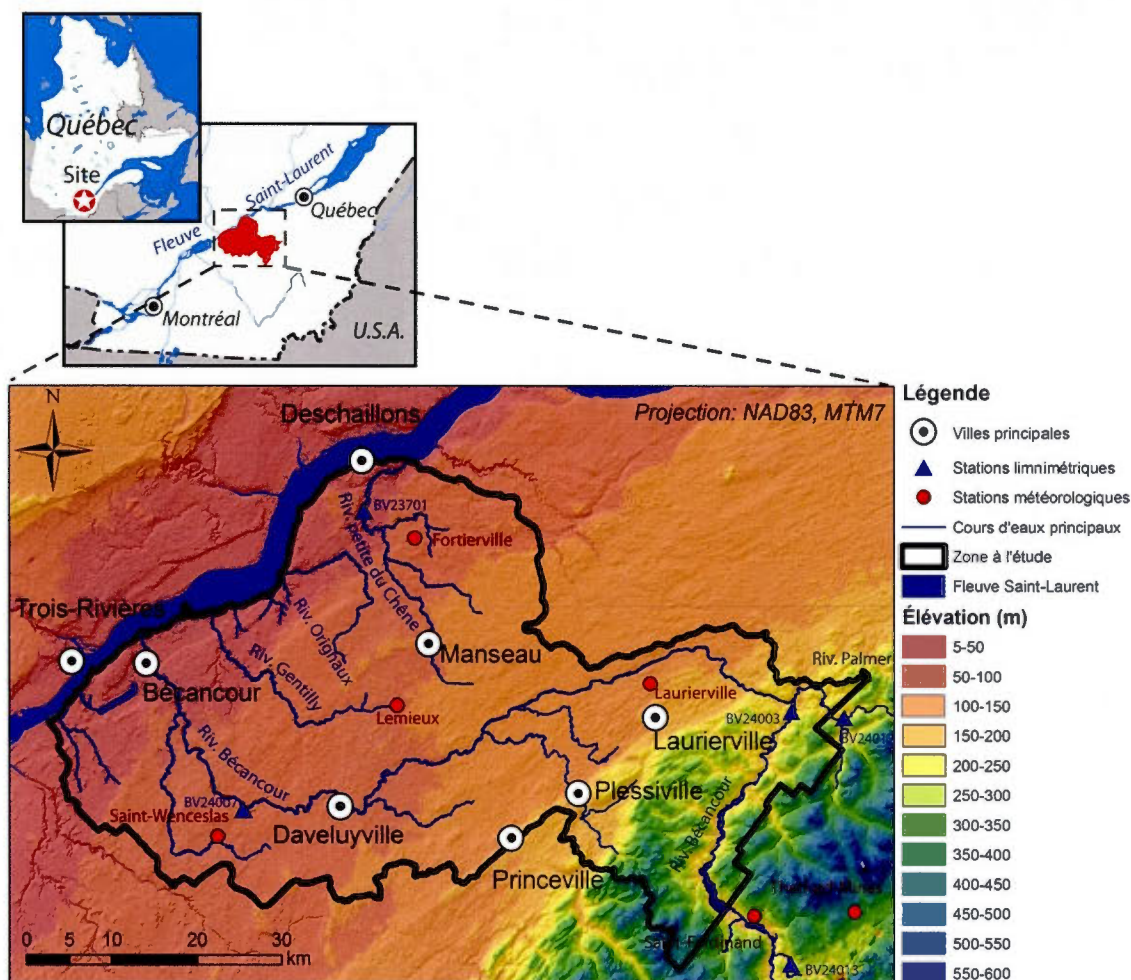 Québec
Site
Saint-Laurent
Québec
Fleuve
Montréal
U.S.A.
N
Deschaillons
Projection: NAD83, MTM7
BV23701
Fortierville
Riv. petite du Chêne
Trois-Rivières
Riv. Orignaux
Manseau
Riv. Palmer
Bécancour
Riv. Gentilly
Lemieux
Laurierville
BV24003
Laurierville
Riv. Bécancour
BV24007
Saint-Wenceslas
Daveluyville
Plessiville
Riv. Bécancour
Princeville
Saint-Ferdinand
BV24013
0 5 10 20 30
km
Légende
Villes principales
Stations limnimétriques
Stations météorologiques
Cours d'eaux principaux
Zone à l'étude
Fleuve Saint-Laurent
Élévation (m)
5-50
50-100
100-150
150-200
200-250
250-300
300-350
350-400
400-450
450-500
500-550
550-600